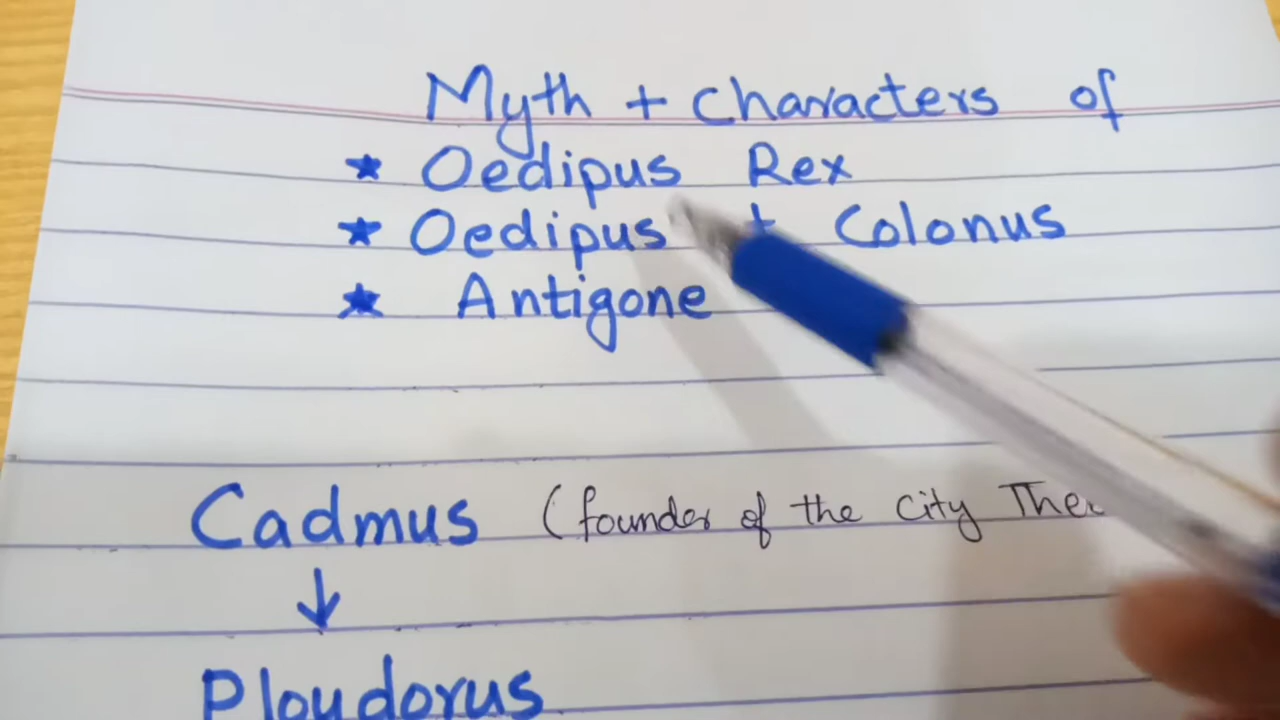 Myth + Characters of
★ Oedipus Rex
★ Oedipus Colonus
★ Antigone
Cadmus (founder of the City
↓
Ploudorus